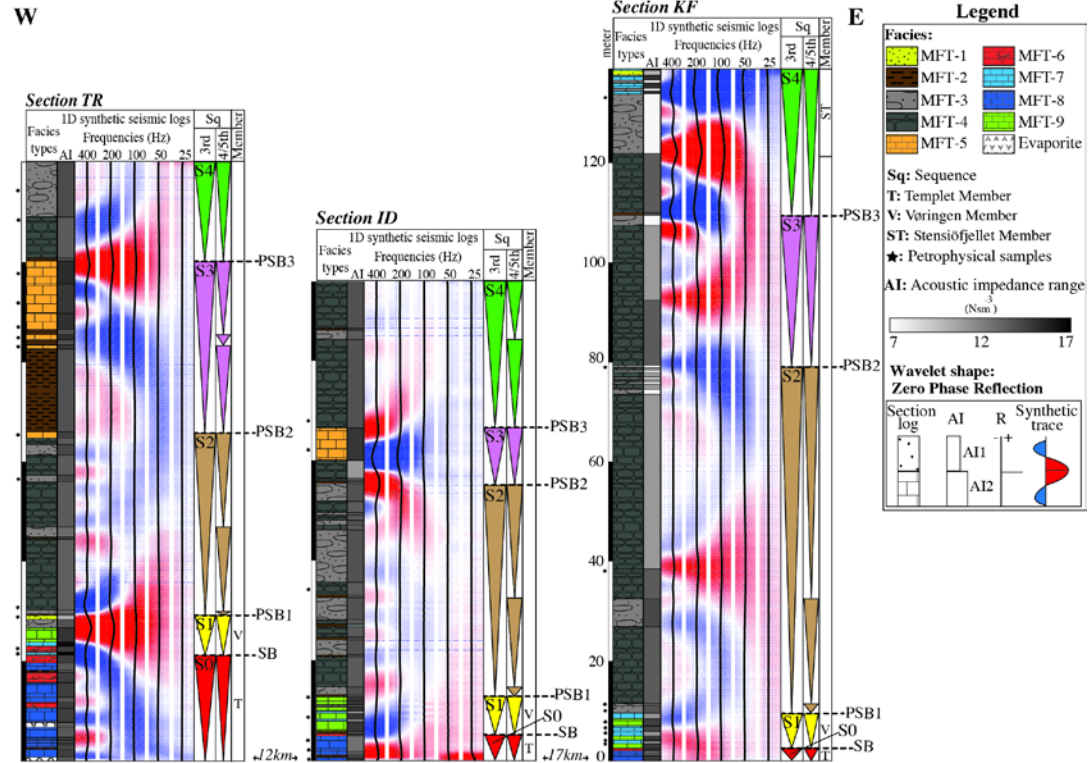 W
E
Section TR
1D synthetic seismic logs
Sq
Facies types
AI
Frequencies (Hz)
400 200 100 50 25
3rd
4/5th
Member
S4
PSB3
S3
PSB2
S2
PSB1
S1
V
SB
S0
T
12km
Section ID
1D synthetic seismic logs
Sq
Facies types
AI
Frequencies (Hz)
400 200 100 50 25
3rd
4/5th
Member
S4
PSB3
S3
PSB2
S2
PSB1
S1
V
S0
SB
T
17km
Section KF
meter
1D synthetic seismic logs
Sq
Facies types
AI
Frequencies (Hz)
400 200 100 50 25
3rd
4/5th
Member
S4
ST
120
PSB3
S3
100
80
PSB2
S2
60
40
20
PSB1
S1
V
S0
SB
T
0
Legend
Facies:
MFT-1
MFT-2
MFT-3
MFT-4
MFT-5
MFT-6
MFT-7
MFT-8
MFT-9
Evaporite
Sq: Sequence
T: Templet Member
V: Vøringen Member
ST: Stensiöfjellet Member
★: Petrophysical samples
AI: Acoustic impedance range
(Nsm-3)
7 12 17
Wavelet shape:
Zero Phase Reflection
Section log
AI
R
Synthetic trace
- +
AI1
AI2